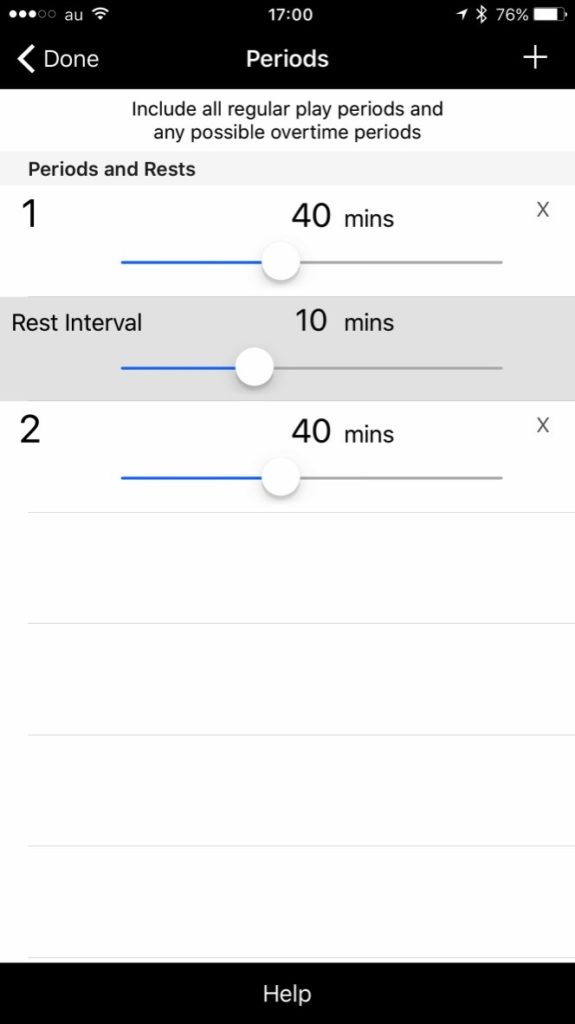 au 17:00 76%
Done Periods +
Include all regular play periods and
any possible overtime periods
Periods and Rests
1 40 mins X
Rest Interval 10 mins
2 40 mins X
Help